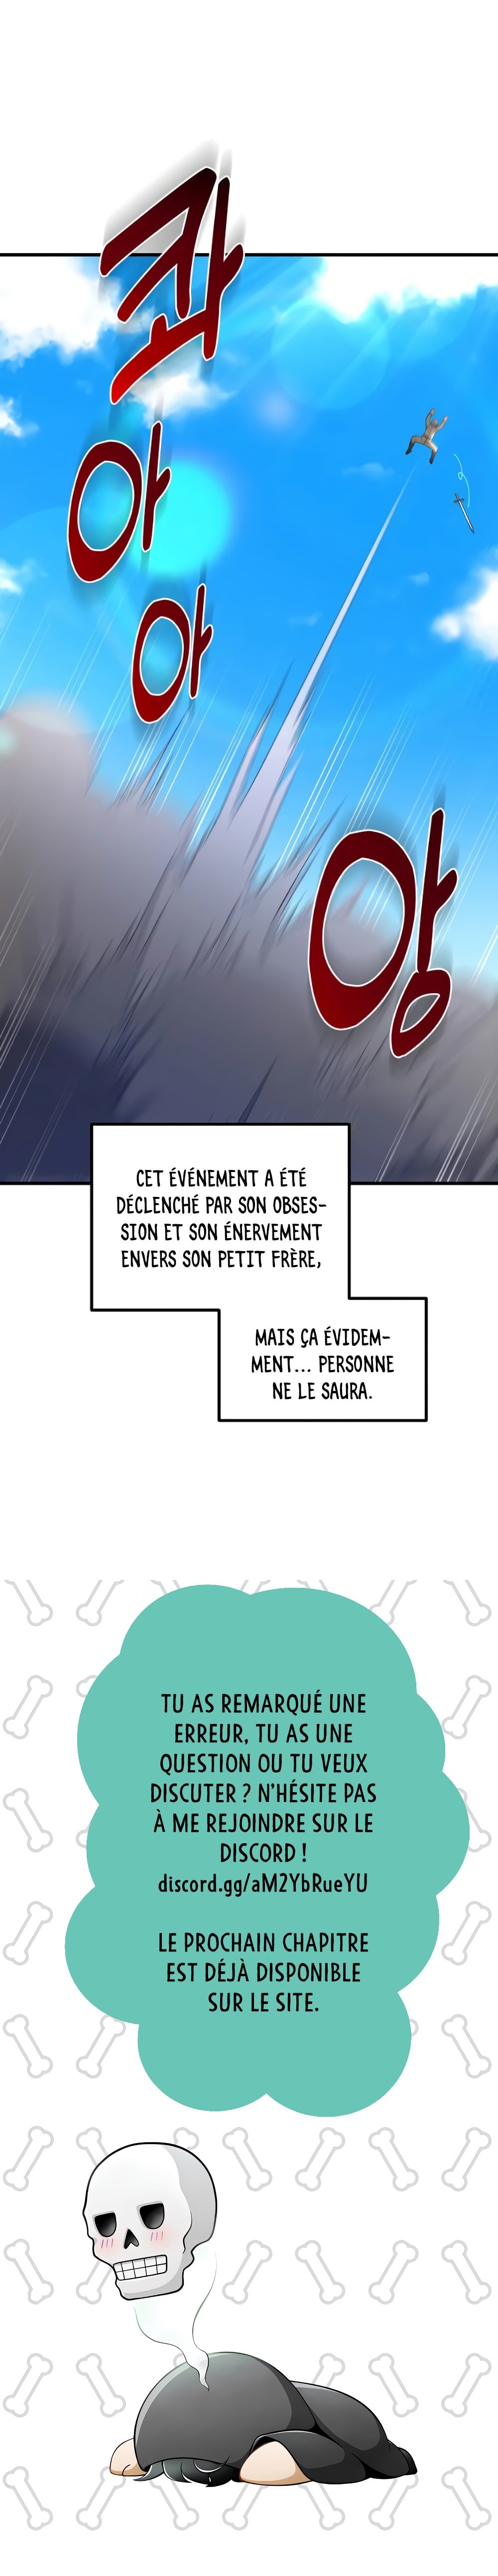 콰
아
아
앙
CET ÉVÉNEMENT A ÉTÉ
DÉCLENCHÉ PAR SON OBSES-
SION ET SON ÉNERVEMENT
ENVERS SON PETIT FRÈRE,
MAIS ÇA ÉVIDEM-
MENT... PERSONNE
NE LE SAURA.
TU AS REMARQUÉ UNE
ERREUR, TU AS UNE
QUESTION OU TU VEUX
DISCUTER ? N'HÉSITE PAS
À ME REJOINDRE SUR LE
DISCORD !
discord.gg/aM2YbRueYU
LE PROCHAIN CHAPITRE
EST DÉJÀ DISPONIBLE
SUR LE SITE.